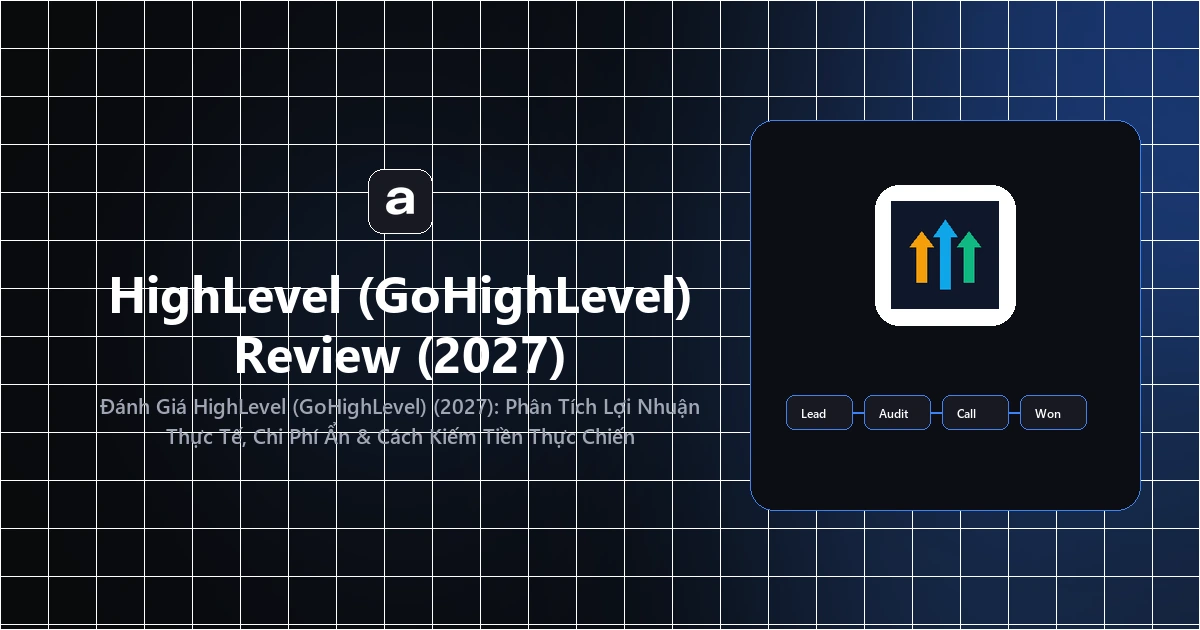 a
HighLevel (GoHighLevel)
Review (2027)
Đánh Giá HighLevel (GoHighLevel) (2027): Phân Tích Lợi Nhuận
Thực Tế, Chi Phí Ẩn & Cách Kiếm Tiền Thực Chiến
Lead
Audit
Call
Won